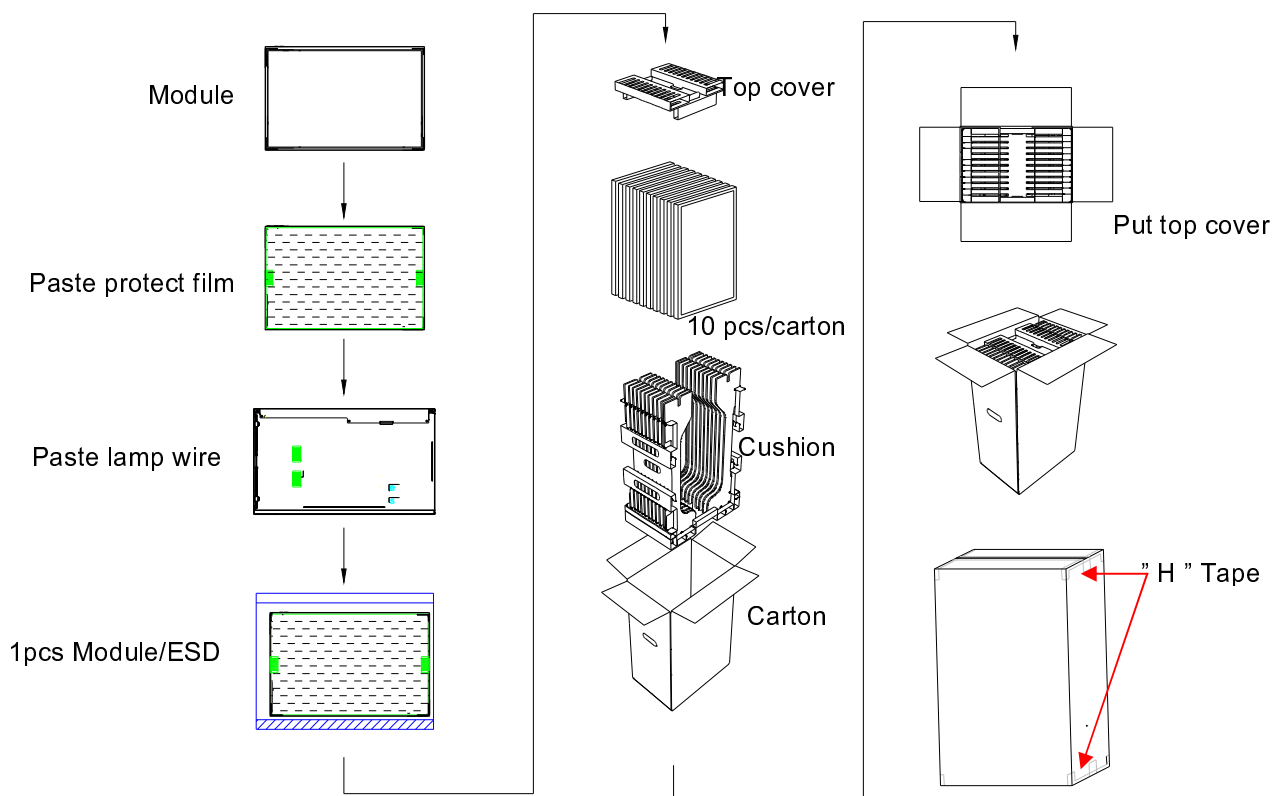 Module
Paste protect film
Paste lamp wire
1pcs Module/ESD
Top cover
10 pcs/carton
Cushion
Carton
Put top cover
” H ” Tape